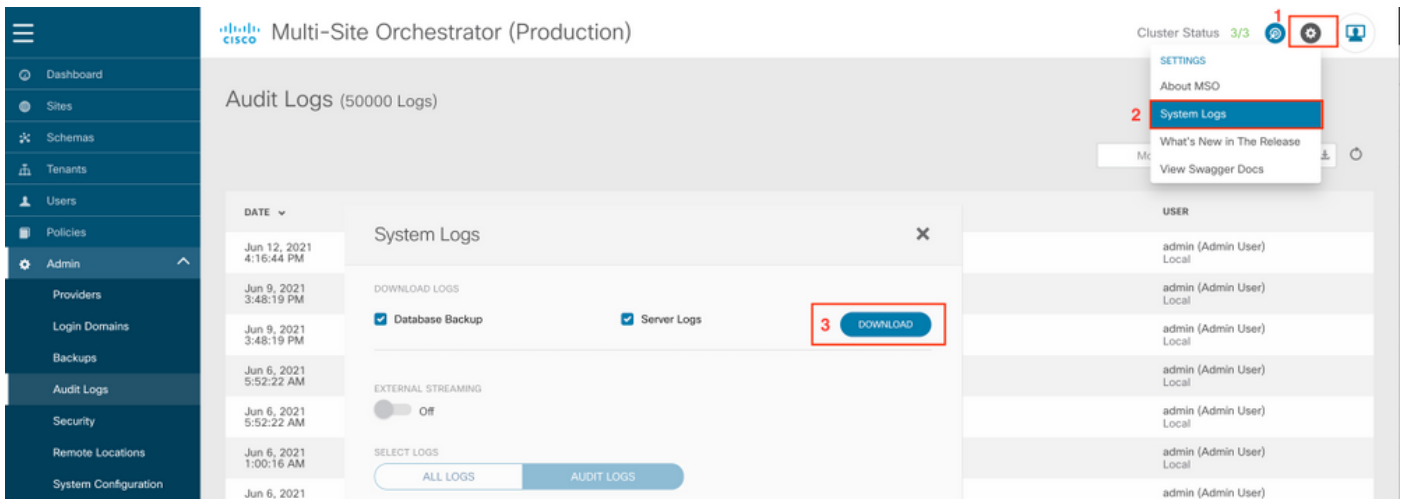 1
CISCO Multi-Site Orchestrator (Production)
Cluster Status 3/3
SETTINGS
About MSO
2 System Logs
What's New in The Release
View Swagger Docs
Dashboard
Sites
Schemas
Tenants
Users
Policies
Admin
Providers
Login Domains
Backups
Audit Logs
Security
Remote Locations
System Configuration
Audit Logs (50000 Logs)
DATE
USER
Jun 12, 2021
4:16:44 PM
admin (Admin User)
Local
Jun 9, 2021
3:48:19 PM
admin (Admin User)
Local
Jun 9, 2021
3:48:19 PM
admin (Admin User)
Local
Jun 6, 2021
5:52:22 AM
admin (Admin User)
Local
Jun 6, 2021
5:52:22 AM
admin (Admin User)
Local
Jun 6, 2021
1:00:16 AM
admin (Admin User)
Local
Jun 6, 2021
admin (Admin User)
System Logs
DOWNLOAD LOGS
Database Backup
Server Logs
3 DOWNLOAD
EXTERNAL STREAMING
Off
SELECT LOGS
ALL LOGS
AUDIT LOGS